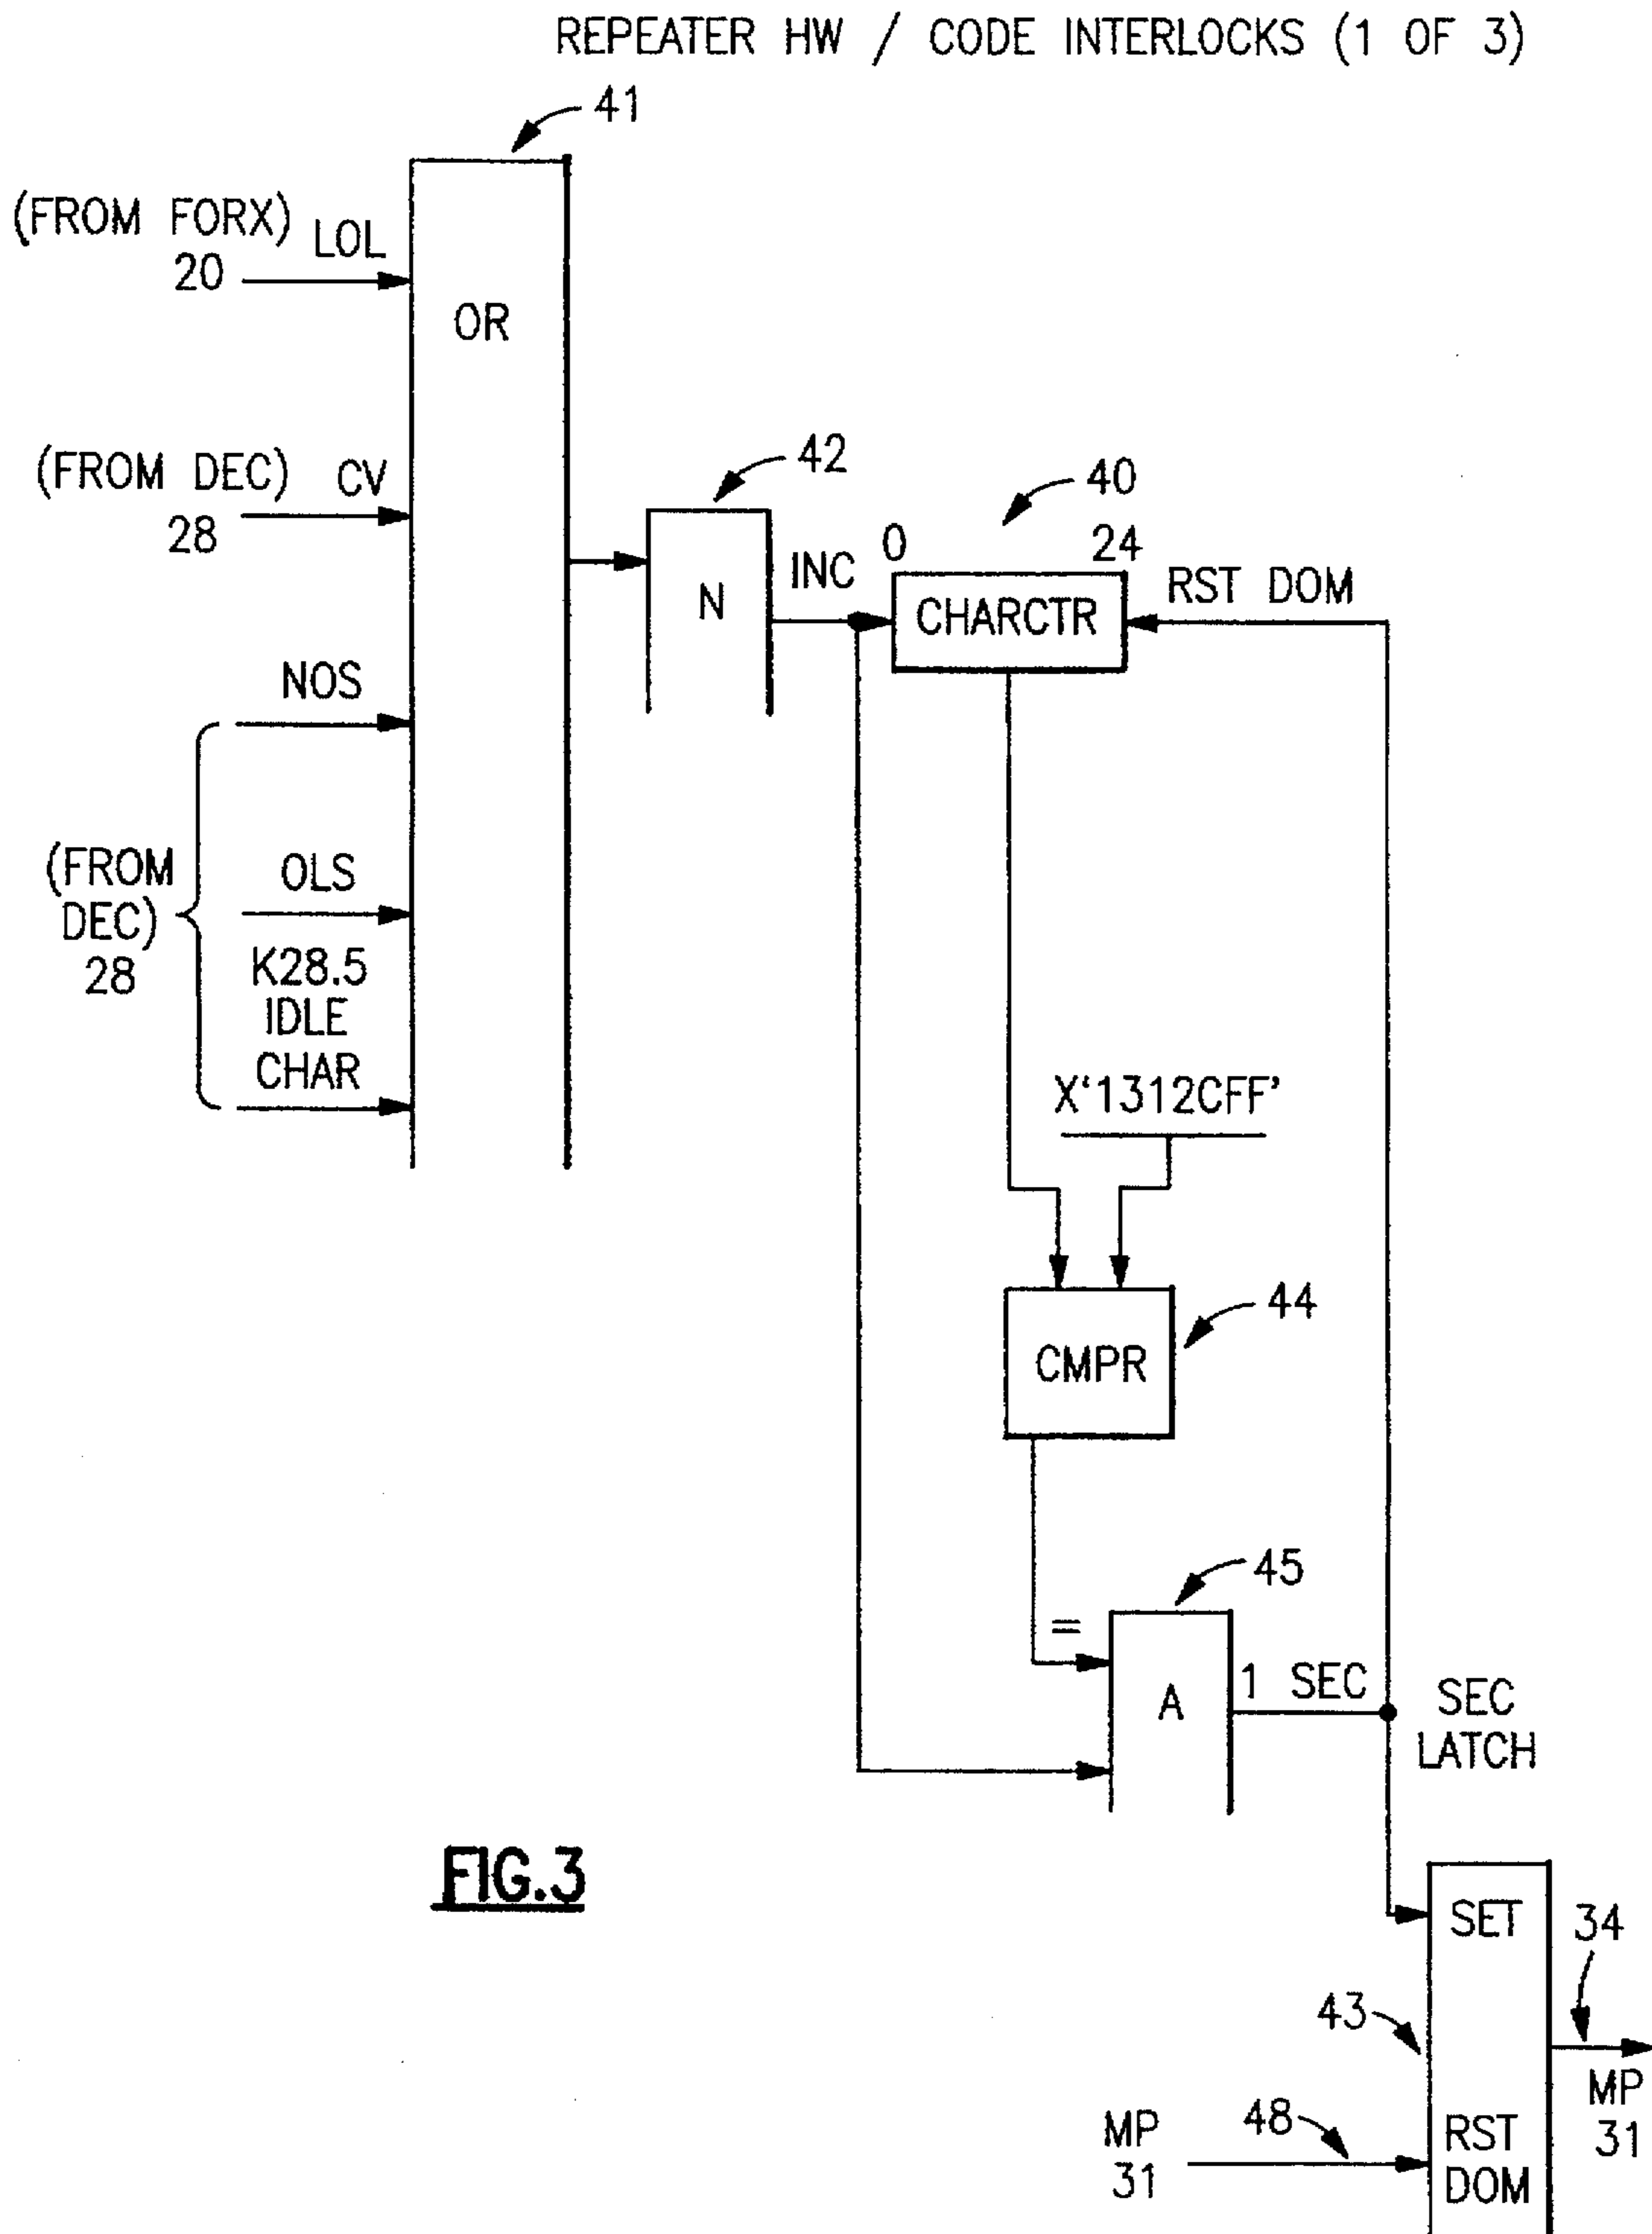 REPEATER HW / CODE INTERLOCKS (1 OF 3)
41
(FROM FORX) LOL
20
OR
(FROM DEC) CV
28
42
40
0 24
INC
RST DOM
N
CHARCTR
NOS
(FROM
DEC)
28
OLS
K28.5
IDLE
CHAR
X'1312CFF'
44
CMPR
45
=
A
1 SEC
SEC
LATCH
FIG.3
SET
34
43
MP
31
MP
31
48
RST
DOM